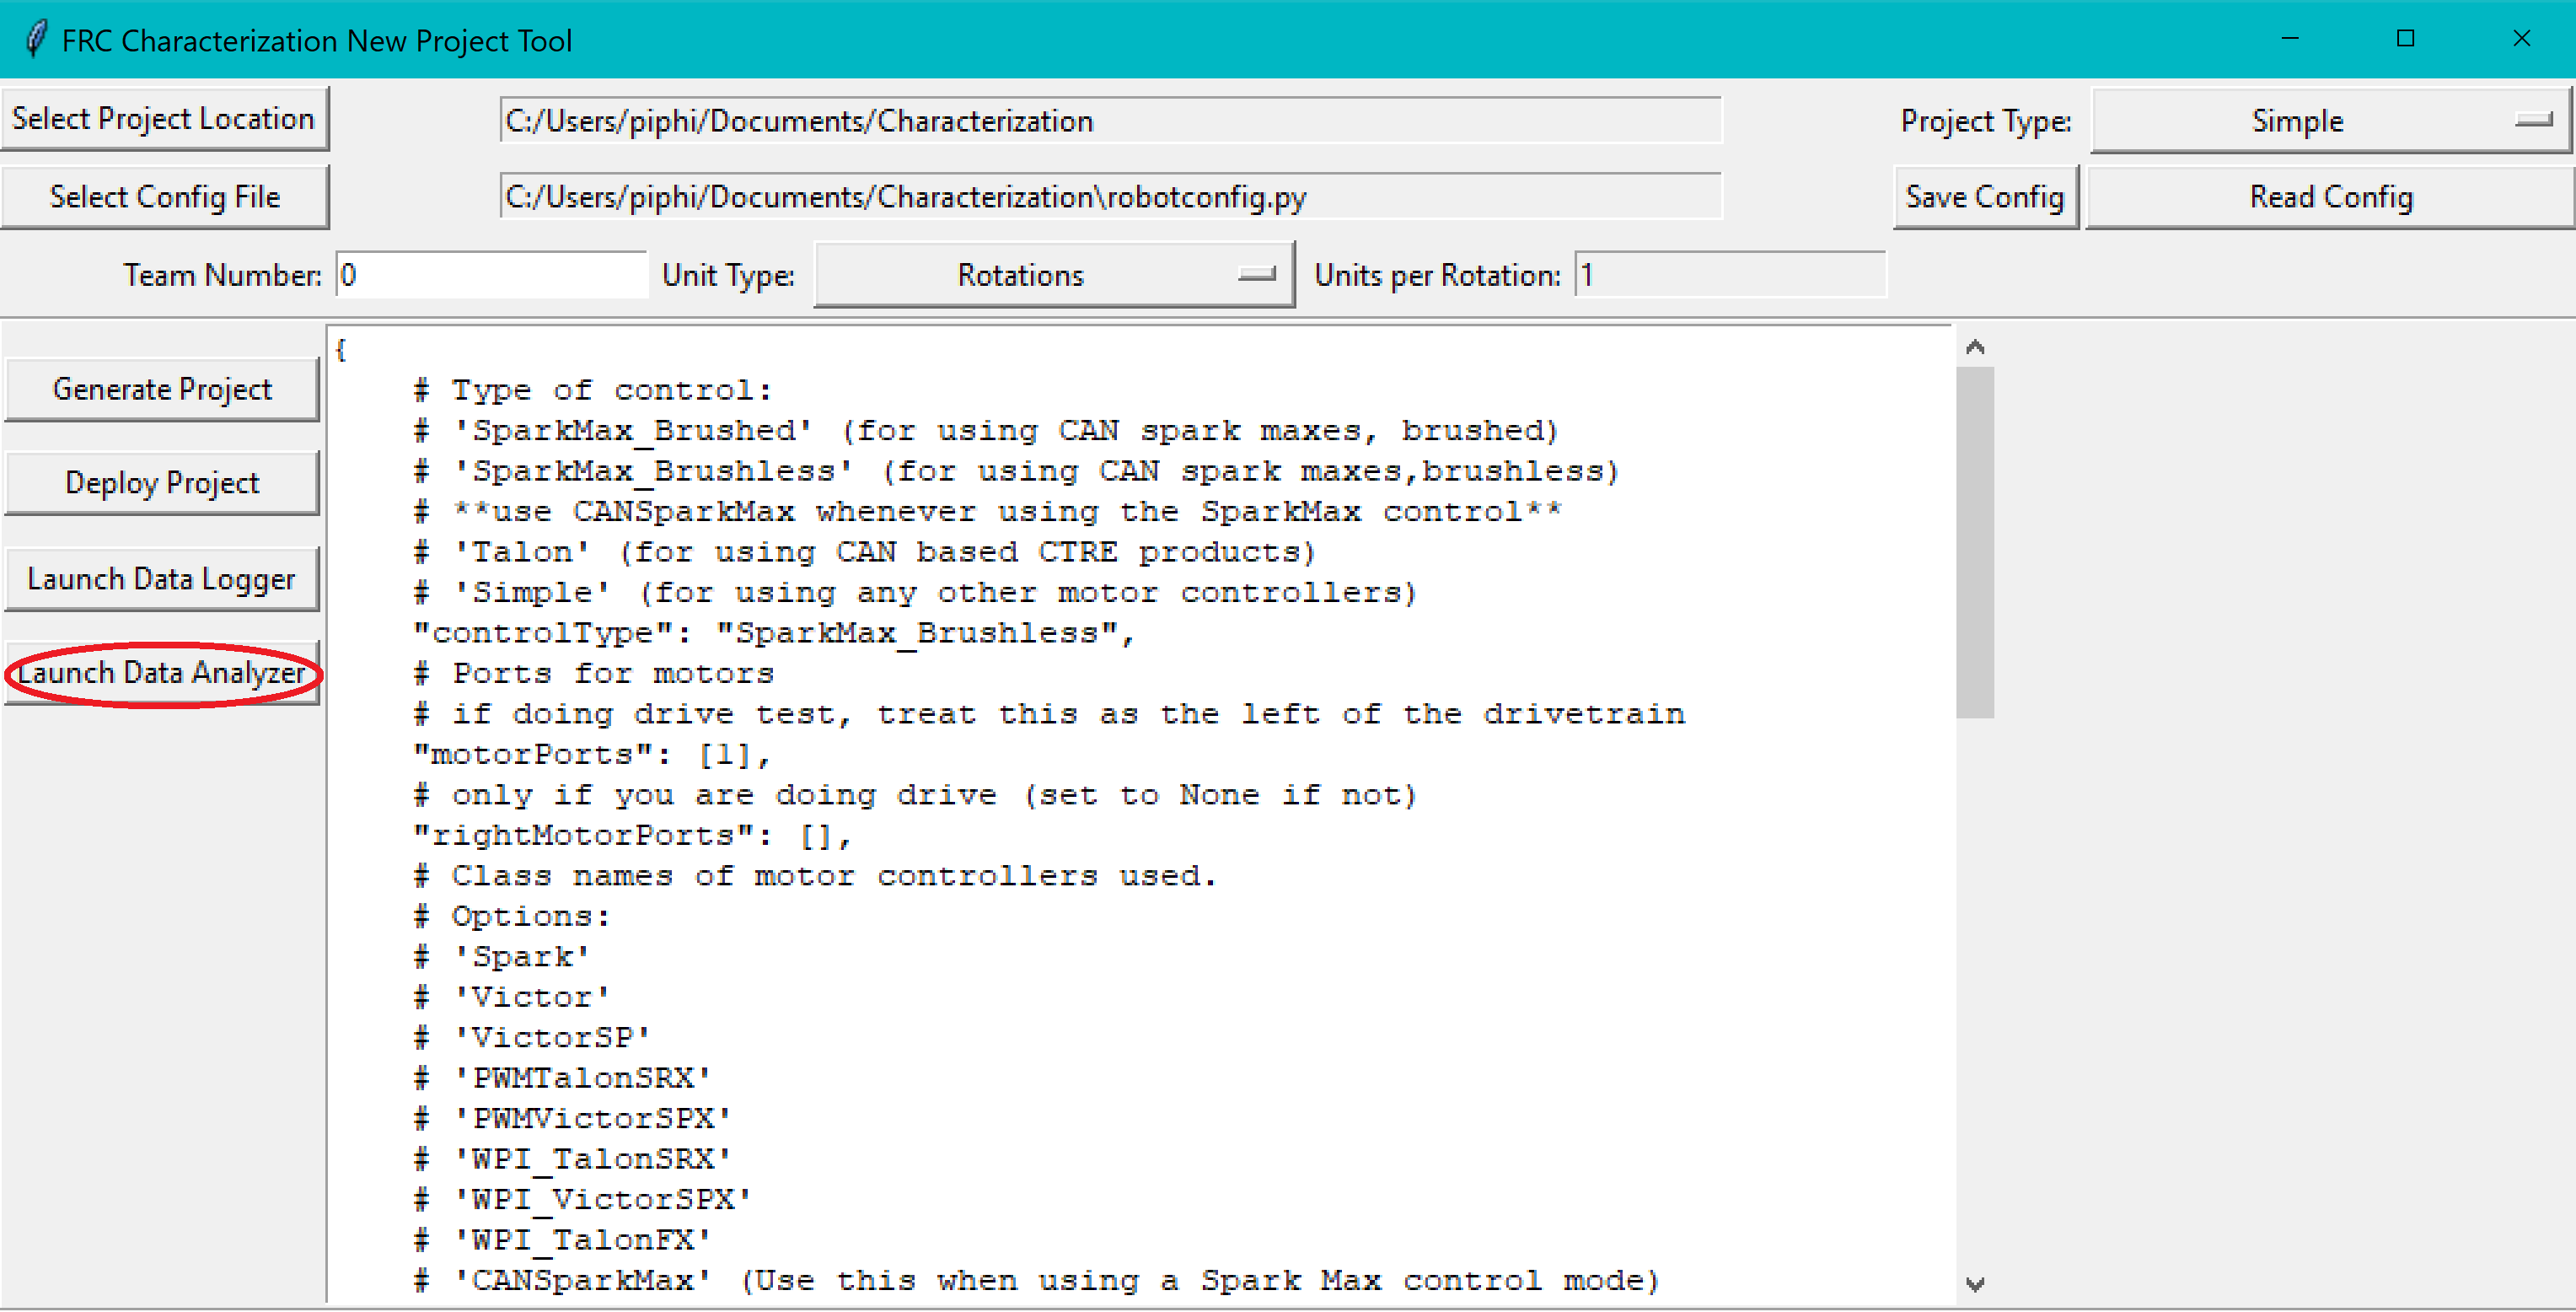 FRC Characterization New Project Tool
Select Project Location C:/Users/piphi/Documents/Characterization Project Type: Simple
Select Config File C:/Users/piphi/Documents/Characterization\robotconfig.py Save Config Read Config
Team Number: 0 Unit Type: Rotations Units per Rotation: 1
Generate Project
Deploy Project
Launch Data Logger
Launch Data Analyzer
{
# Type of control:
# 'SparkMax_Brushed' (for using CAN spark maxes, brushed)
# 'SparkMax_Brushless' (for using CAN spark maxes,brushless)
# **use CANSparkMax whenever using the SparkMax control**
# 'Talon' (for using CAN based CTRE products)
# 'Simple' (for using any other motor controllers)
"controlType": "SparkMax_Brushless",
# Ports for motors
# if doing drive test, treat this as the left of the drivetrain
"motorPorts": [1],
# only if you are doing drive (set to None if not)
"rightMotorPorts": [],
# Class names of motor controllers used.
# Options:
# 'Spark'
# 'Victor'
# 'VictorSP'
# 'PWMTalonSRX'
# 'PWMVictorSPX'
# 'WPI_TalonSRX'
# 'WPI_VictorSPX'
# 'WPI_TalonFX'
# 'CANSparkMax' (Use this when using a Spark Max control mode)